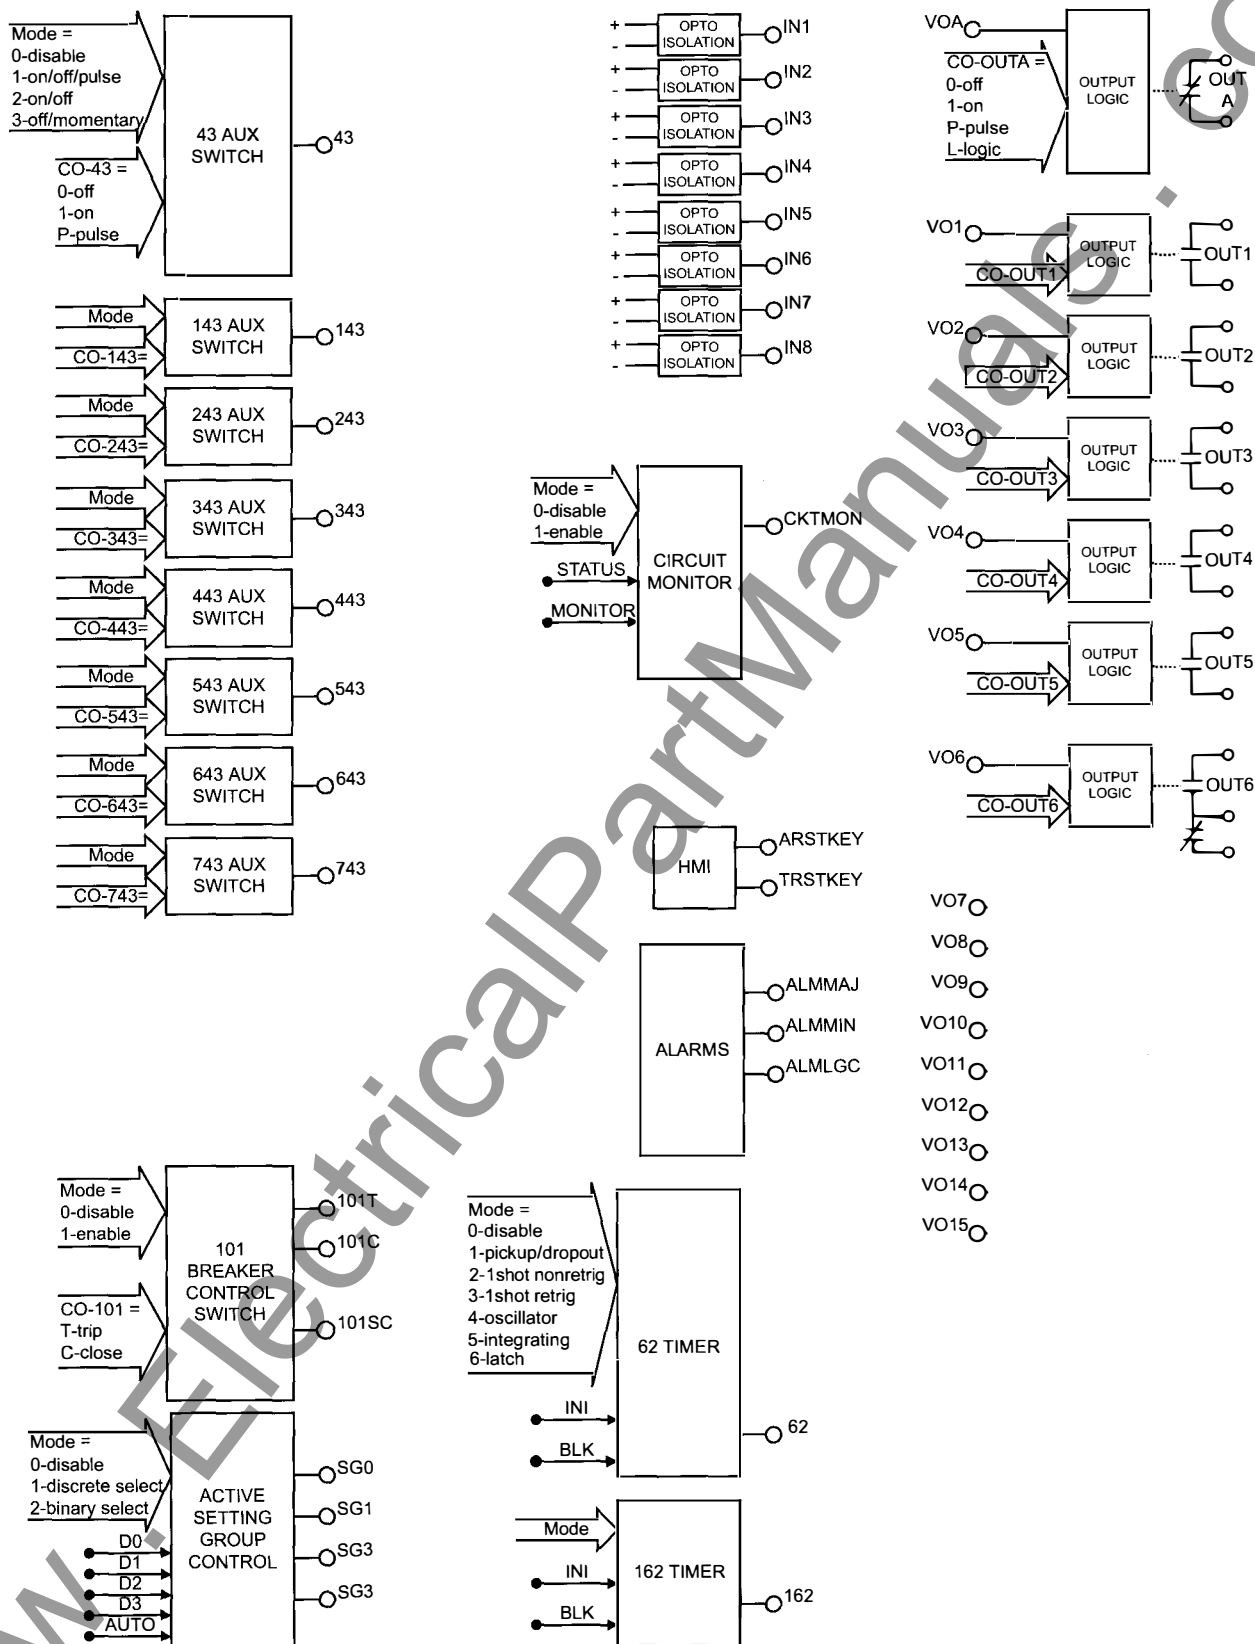 Mode =
0-disable
1-on/off/pulse
2-on/off
3-off/momentary
CO-43 =
0-off
1-on
P-pulse
43 AUX
SWITCH
43
Mode
CO-143=
143 AUX
SWITCH
143
Mode
CO-243=
243 AUX
SWITCH
243
Mode
CO-343=
343 AUX
SWITCH
343
Mode
CO-443=
443 AUX
SWITCH
443
Mode
CO-543=
543 AUX
SWITCH
543
Mode
CO-643=
643 AUX
SWITCH
643
Mode
CO-743=
743 AUX
SWITCH
743
Mode =
0-disable
1-enable
CO-101 =
T-trip
C-close
101
BREAKER
CONTROL
SWITCH
101T
101C
101SC
Mode =
0-disable
1-discrete select
2-binary select
D0
D1
D2
D3
AUTO
ACTIVE
SETTING
GROUP
CONTROL
SG0
SG1
SG3
SG3
+
-
OPTO
ISOLATION
IN1
+
-
OPTO
ISOLATION
IN2
+
-
OPTO
ISOLATION
IN3
+
-
OPTO
ISOLATION
IN4
+
-
OPTO
ISOLATION
IN5
+
-
OPTO
ISOLATION
IN6
+
-
OPTO
ISOLATION
IN7
+
-
OPTO
ISOLATION
IN8
Mode =
0-disable
1-enable
STATUS
MONITOR
CIRCUIT
MONITOR
CKTMON
HMI
ARSTKEY
TRSTKEY
ALARMS
ALMMAJ
ALMMIN
ALMLGC
Mode =
0-disable
1-pickup/dropout
2-1shot nonretrig
3-1shot retrig
4-oscillator
5-integrating
6-latch
INI
BLK
62 TIMER
62
Mode
INI
BLK
162 TIMER
162
VOA
CO-OUTA =
0-off
1-on
P-pulse
L-logic
OUTPUT
LOGIC
OUT
A
VO1
CO-OUT1
OUTPUT
LOGIC
OUT1
VO2
CO-OUT2
OUTPUT
LOGIC
OUT2
VO3
CO-OUT3
OUTPUT
LOGIC
OUT3
VO4
CO-OUT4
OUTPUT
LOGIC
OUT4
VO5
CO-OUT5
OUTPUT
LOGIC
OUT5
VO6
CO-OUT6
OUTPUT
LOGIC
OUT6
VO7
VO8
VO9
VO10
VO11
VO12
VO13
VO14
VO15
w.ElectricalPartManuals.co